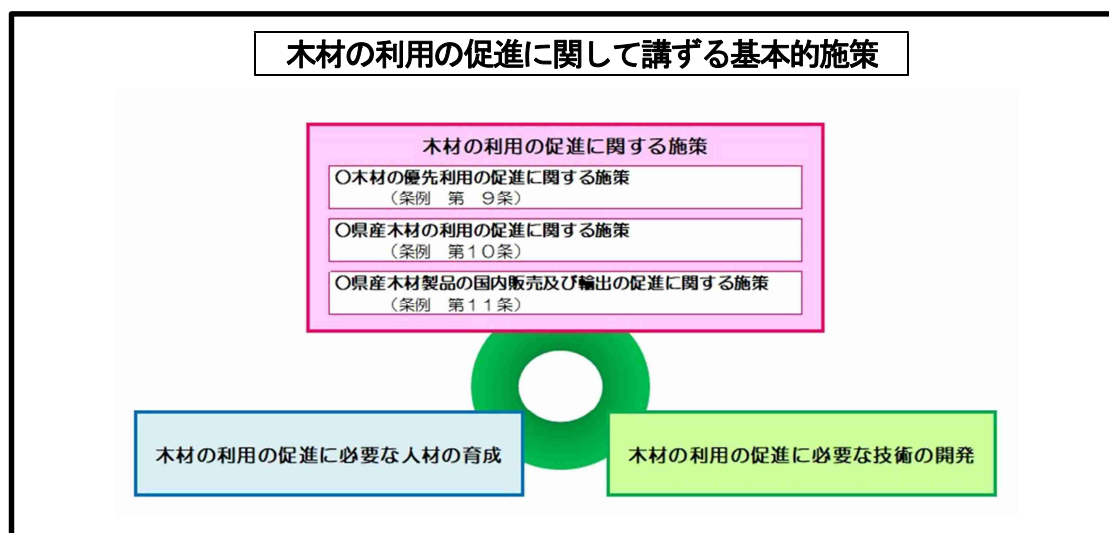 木材の利用の促進に関して講ずる基本的施策
木材の利用の促進に関する施策
〇木材の優先利用の促進に関する施策
（条例　第　９条）
〇県産木材の利用の促進に関する施策
（条例　第１０条）
〇県産木材製品の国内販売及び輸出の促進に関する施策
（条例　第１１条）
木材の利用の促進に必要な人材の育成
木材の利用の促進に必要な技術の開発